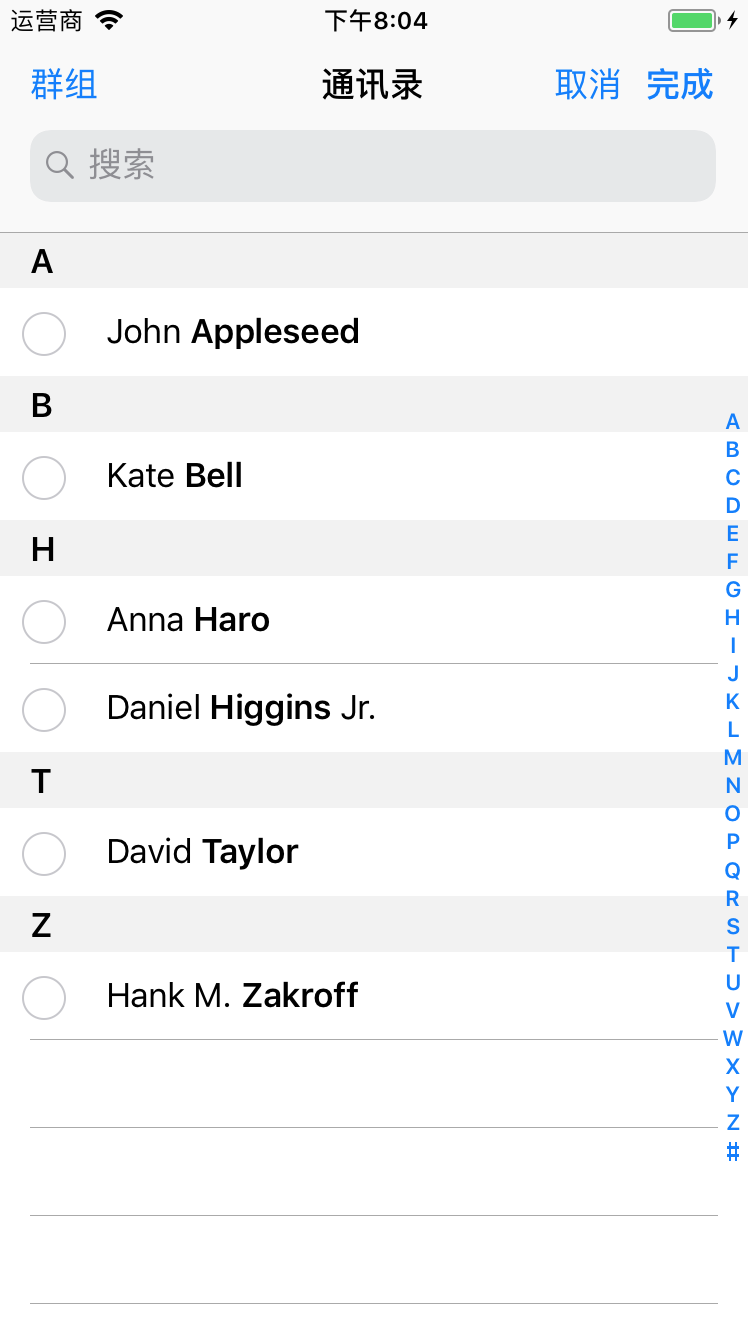 运营商 下午8:04
群组 通讯录 取消 完成
搜索
A
John Appleseed
B
Kate Bell
H
Anna Haro
Daniel Higgins Jr.
T
David Taylor
Z
Hank M. Zakroff
A
B
C
D
E
F
G
H
I
J
K
L
M
N
O
P
Q
R
S
T
U
V
W
X
Y
Z
#